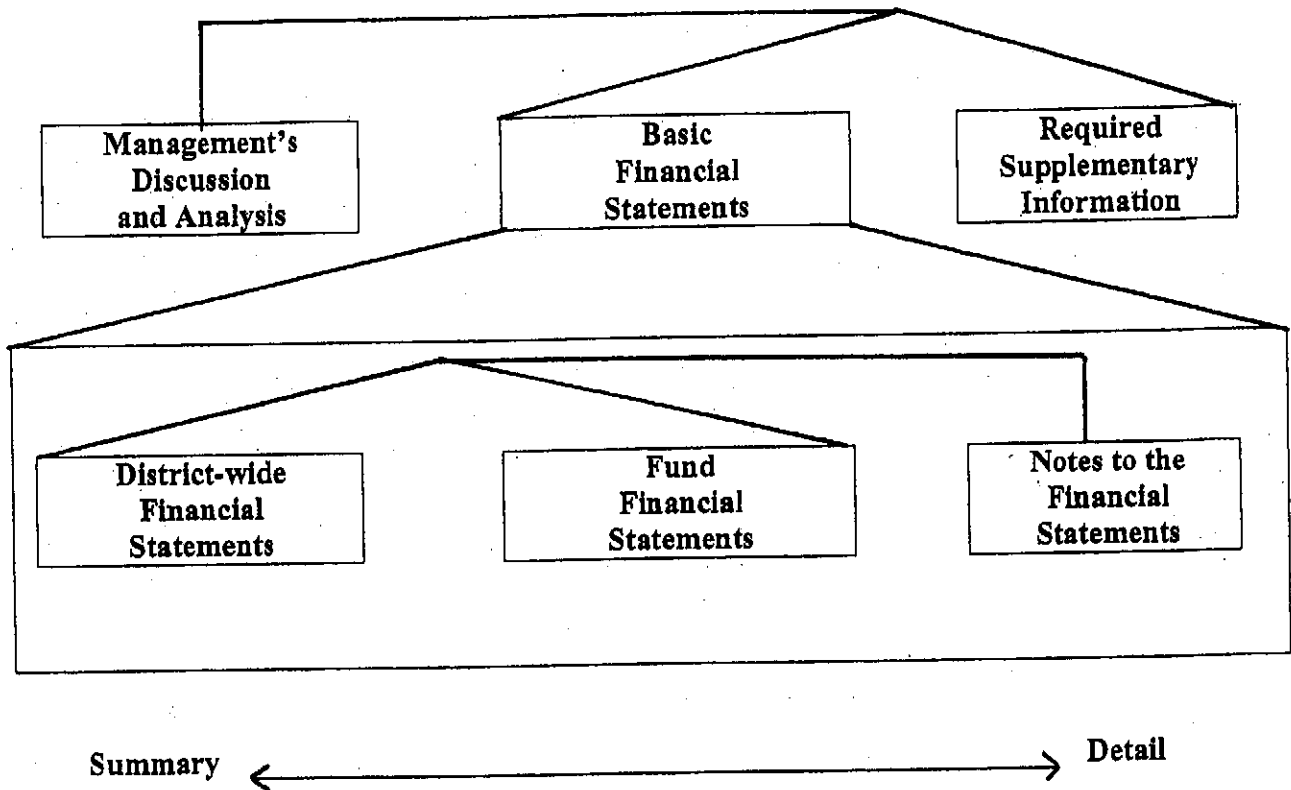 Management's
Discussion
and Analysis
Basic
Financial
Statements
Required
Supplementary
Information
District-wide
Financial
Statements
Fund
Financial
Statements
Notes to the
Financial
Statements
Summary
Detail